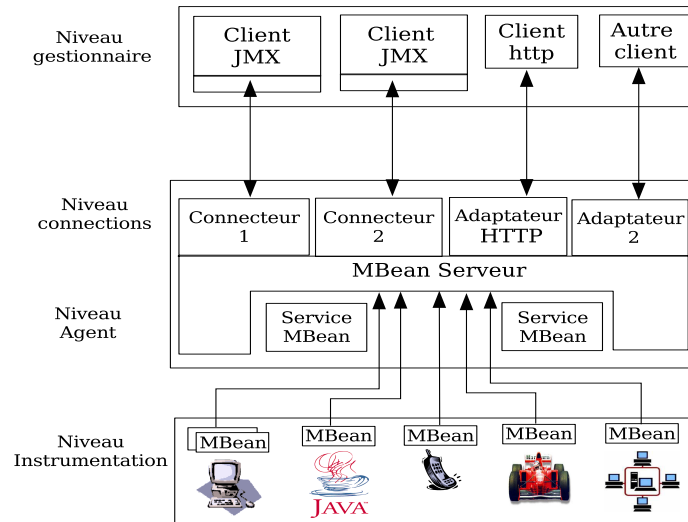 Niveau
gestionnaire
Client
JMX
Client
JMX
Client
http
Autre
client
Niveau
connections
Connecteur
1
Connecteur
2
Adaptateur
HTTP
Adaptateur
2
MBean Serveur
Niveau
Agent
Service
MBean
Service
MBean
Niveau
Instrumentation
MBean
MBean
MBean
MBean
MBean
JAVA™